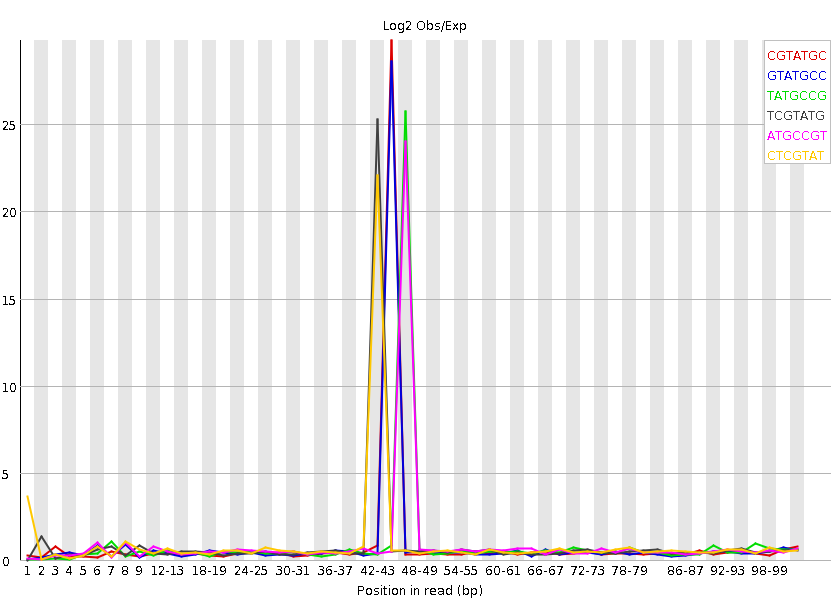 Log2 Obs/Exp
CGTATGC
GTATGCC
TATGCCG
TCGTATG
ATGCCGT
CTCGTAT
25
20
15
10
5
0
1 2 3 4 5 6 7 8 9 12-13 18-19 24-25 30-31 36-37 42-43 48-49 54-55 60-61 66-67 72-73 78-79 86-87 92-93 98-99
Position in read (bp)